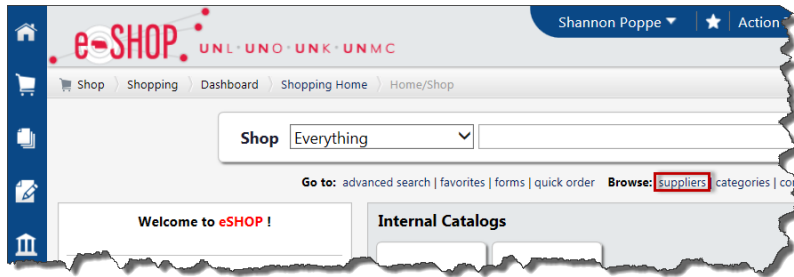 Shannon Poppe ▼ | ★ Action
e-SHOP UNL·UNO·UNK·UNMC
Shop Shopping Dashboard Shopping Home Home/Shop
Shop Everything
Go to: advanced search | favorites | forms | quick order Browse: suppliers | categories |
Welcome to eSHOP !
Internal Catalogs